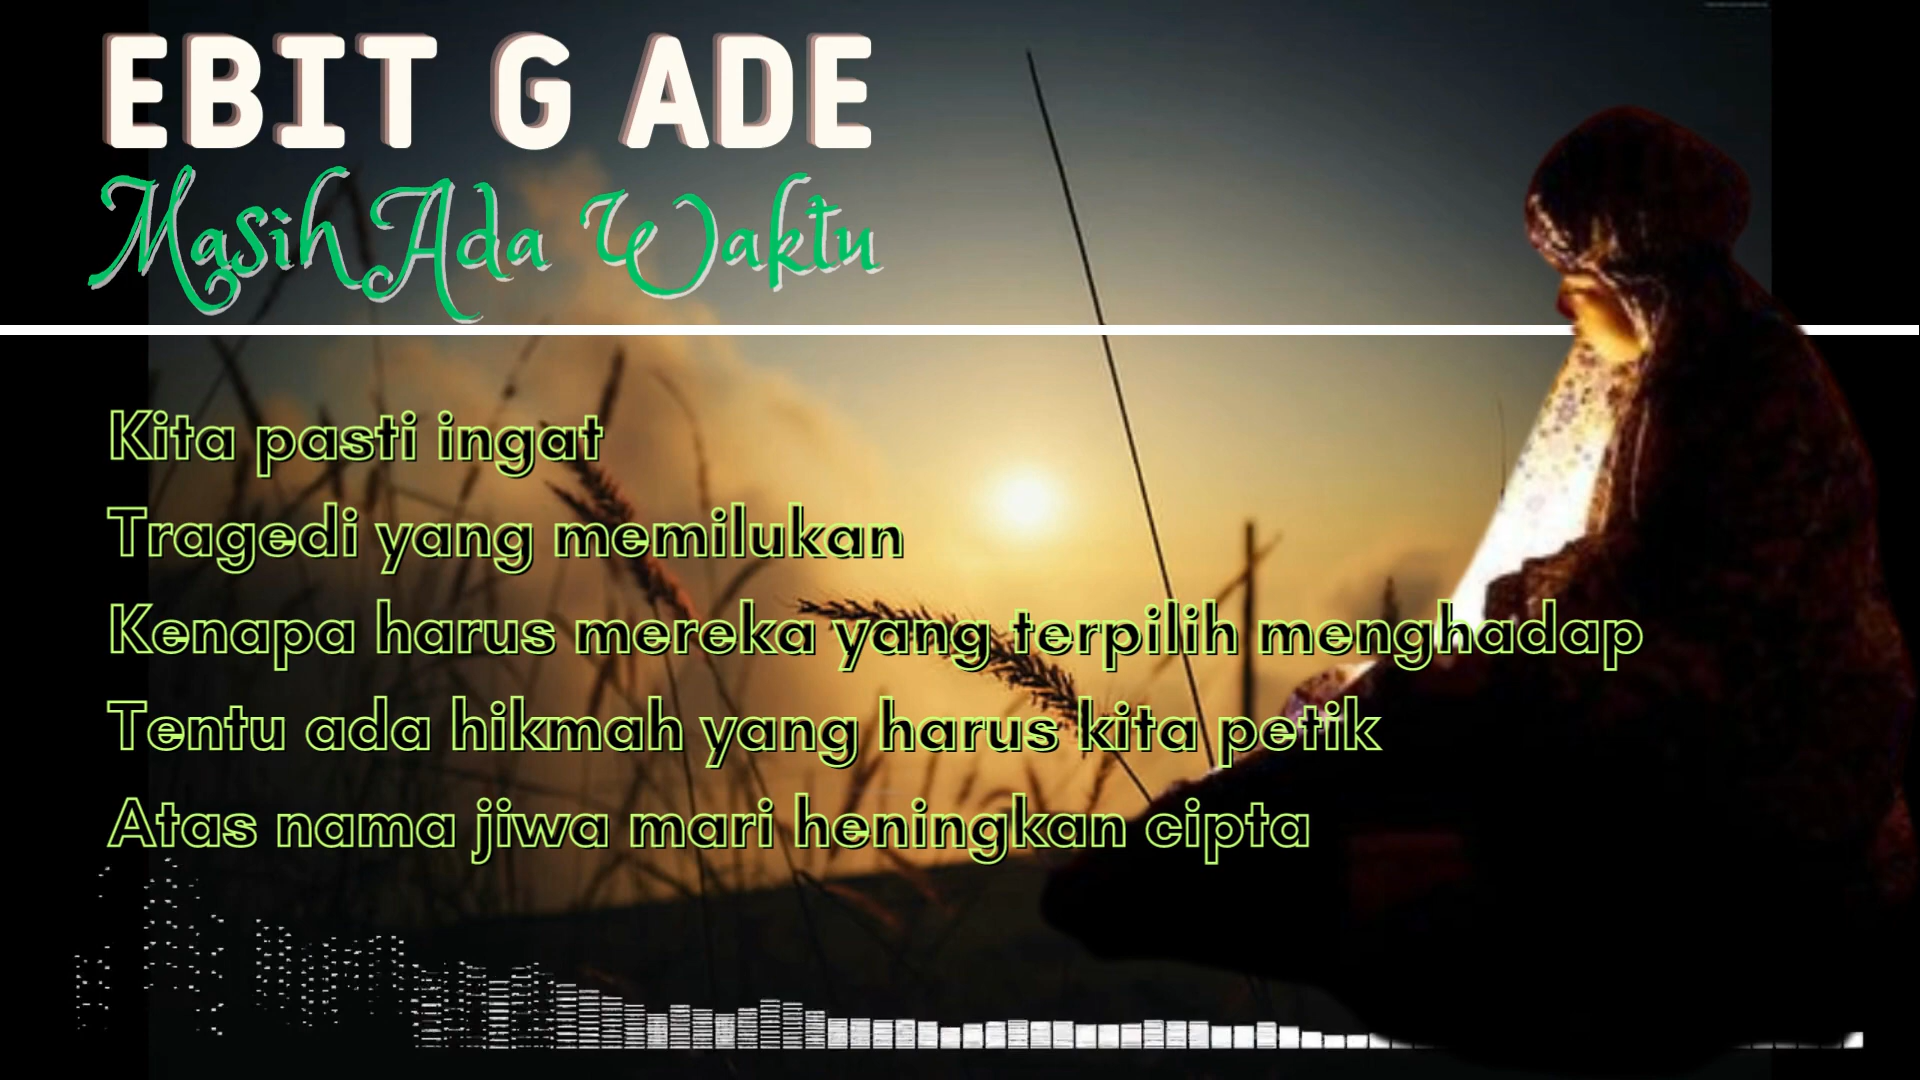 EBIT G ADE
Masih Ada Waktu
Kita pasti ingat
Tragedi yang memilukan
Kenapa harus mereka yang terpilih menghadap
Tentu ada hikmah yang harus kita petik
Atas nama jiwa mari heningkan cipta